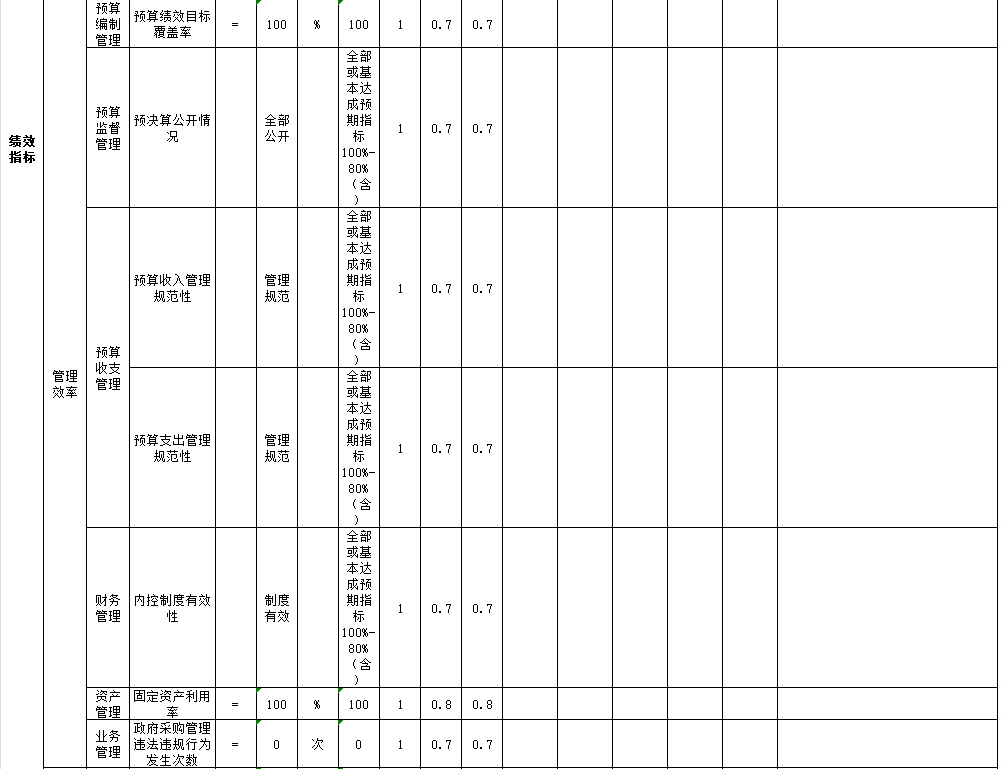 绩效
指标
管理
效率
预算
编制
管理
预算绩效目标
覆盖率
=
100
%
100
1
0.7
0.7
预算
监督
管理
预决算公开情
况
全部
公开
全部
或基
本达
成预
期指
标
100%-
80%
（含
）
1
0.7
0.7
预算
收支
管理
预算收入管理
规范性
管理
规范
全部
或基
本达
成预
期指
标
100%-
80%
（含
）
1
0.7
0.7
预算支出管理
规范性
管理
规范
全部
或基
本达
成预
期指
标
100%-
80%
（含
）
1
0.7
0.7
财务
管理
内控制度有效
性
制度
有效
全部
或基
本达
成预
期指
标
100%-
80%
（含
）
1
0.7
0.7
资产
管理
固定资产利用
率
=
100
%
100
1
0.8
0.8
业务
管理
政府采购管理
违法违规行为
发生次数
=
0
次
0
1
0.7
0.7